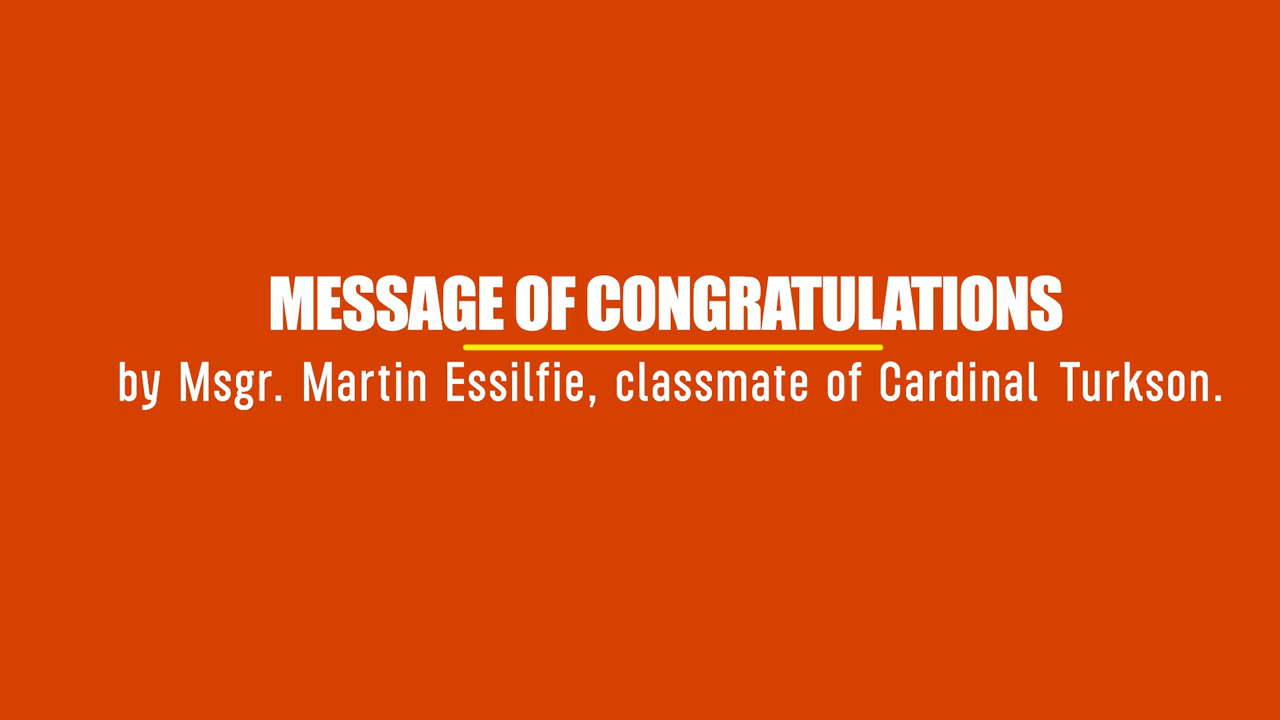 MESSAGE OF CONGRATULATIONS
by Msgr. Martin Essilfie, classmate of Cardinal Turkson.